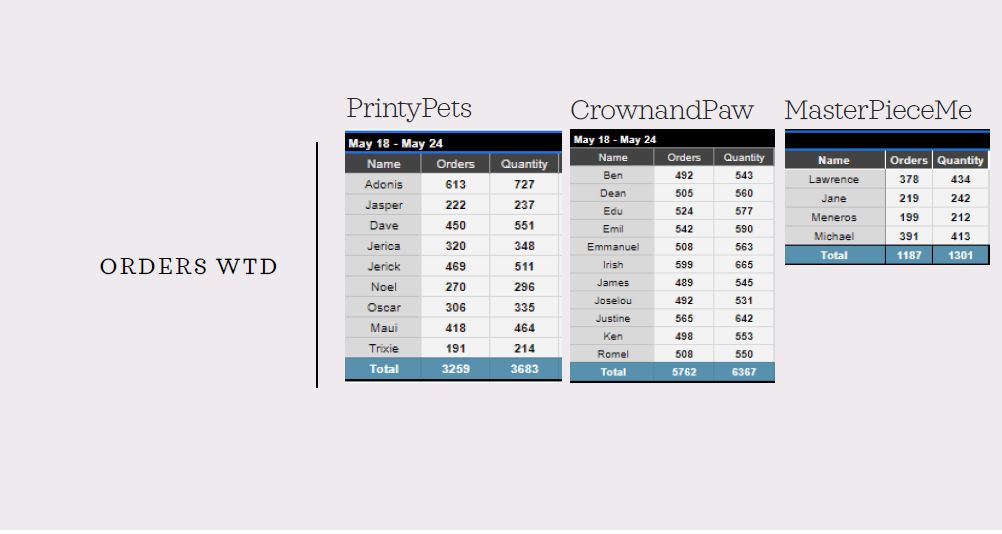 PrintyPets
May 18 - May 24
Name Orders Quantity
Adonis 613 727
Jasper 222 237
Dave 450 551
Jerica 320 348
Jerick 469 511
Noel 270 296
Oscar 306 335
Maui 418 464
Trixie 191 214
Total 3259 3683
CrownandPaw
May 18 - May 24
Name Orders Quantity
Ben 492 543
Dean 505 560
Edu 524 577
Emil 542 590
Emmanuel 508 563
Irish 599 665
James 489 545
Joselou 492 531
Justine 565 642
Ken 498 553
Romel 508 550
Total 5762 6367
MasterPieceMe
Name Orders Quantity
Lawrence 378 434
Jane 219 242
Meneros 199 212
Michael 391 413
Total 1187 1301
ORDERS WTD